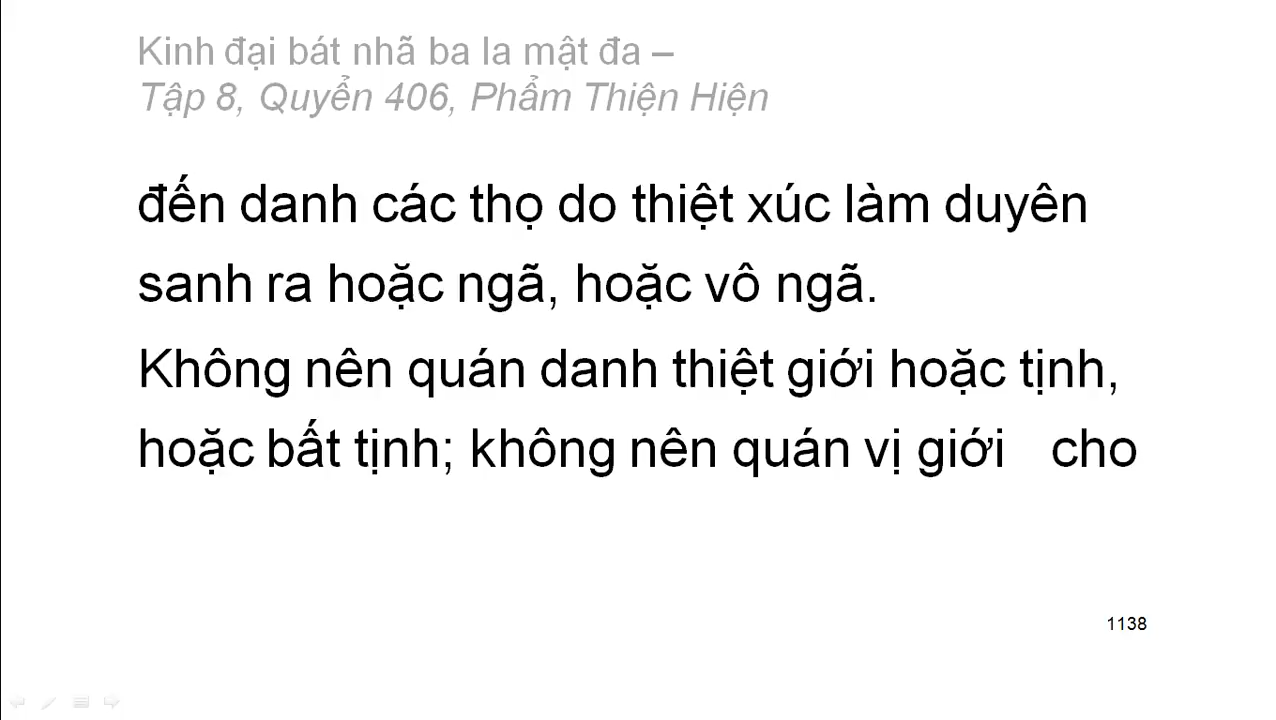 Kinh đại bát nhã ba la mật đa –
Tập 8, Quyển 406, Phẩm Thiện Hiện
đến danh các thọ do thiệt xúc làm duyên
sanh ra hoặc ngã, hoặc vô ngã.
Không nên quán danh thiệt giới hoặc tịnh,
hoặc bất tịnh; không nên quán vị giới cho
1138